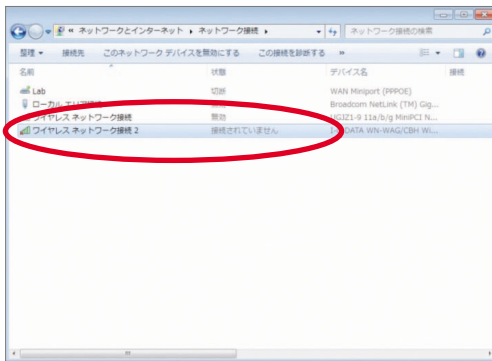 « ネットワークとインターネット ▸ ネットワーク接続 ▸ ネットワーク接続の検索
整理 ▾ 接続先 このネットワーク デバイスを無効にする この接続を診断する »
名前 状態 デバイス名 接続
Lab 切断 WAN Miniport (PPPOE)
ローカル エリア接続 Broadcom NetLink (TM) Gig...
ワイヤレス ネットワーク接続 無効 UGJZ1-9 11a/b/g MiniPCI N...
ワイヤレス ネットワーク接続 2 接続されていません I-O DATA WN-WAG/CBH Wi...